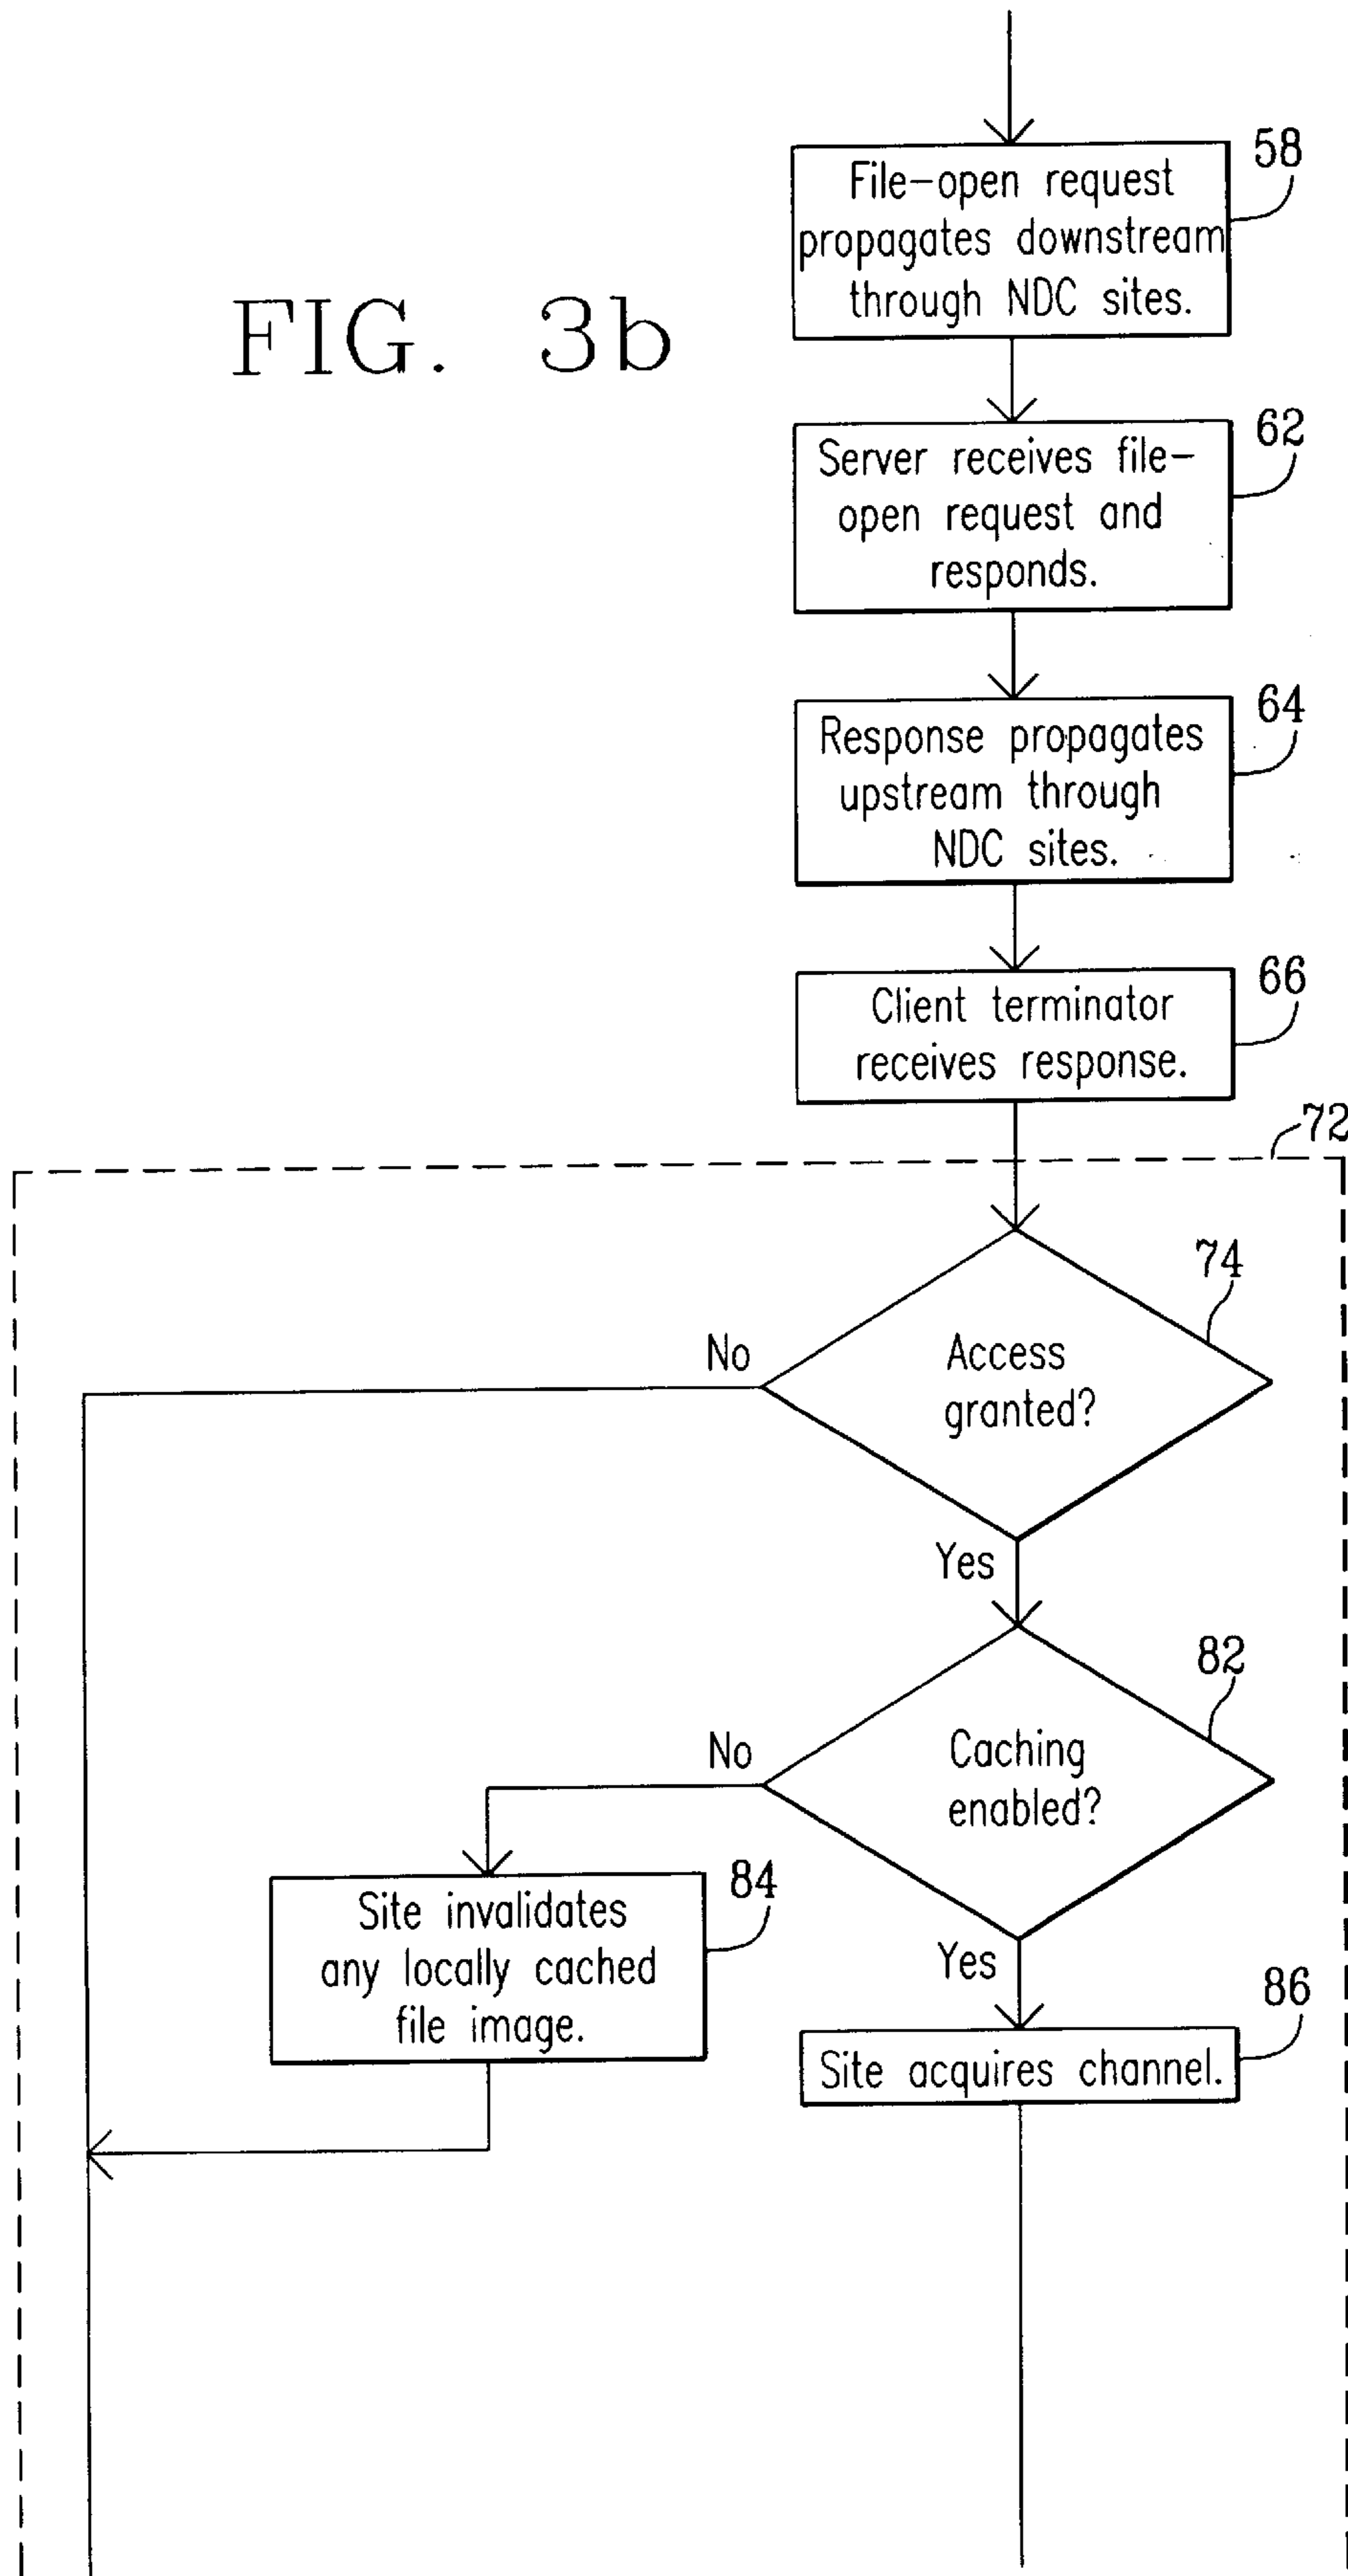 FIG. 3b
58
File-open request
propagates downstream
through NDC sites.
62
Server receives file-
open request and
responds.
64
Response propagates
upstream through
NDC sites.
66
Client terminator
receives response.
72
74
Access
granted?
No
Yes
82
Caching
enabled?
No
Yes
84
Site invalidates
any locally cached
file image.
86
Site acquires channel.